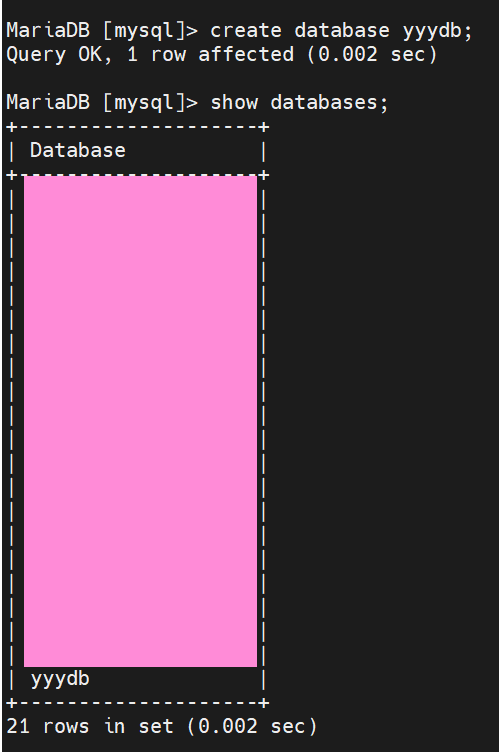 MariaDB [mysql]> create database yyydb;
Query OK, 1 row affected (0.002 sec)
MariaDB [mysql]> show databases;
+--------------------+
| Database           |
+--------------------+
| yyydb              |
+--------------------+
21 rows in set (0.002 sec)